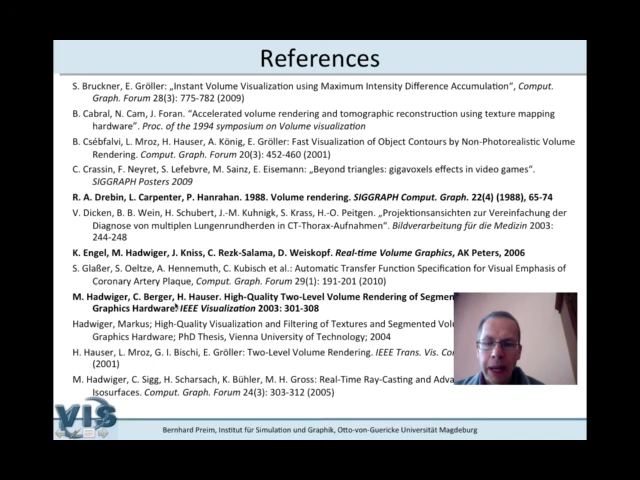 References
S. Bruckner, E. Gröller: „Instant Volume Visualization using Maximum Intensity Difference Accumulation“, Comput.
Graph. Forum 28(3): 775-782 (2009)
B. Cabral, N. Cam, J. Foran. “Accelerated volume rendering and tomographic reconstruction using texture mapping
hardware”. Proc. of the 1994 symposium on Volume visualization
B. Csébfalvi, L. Mroz, H. Hauser, A. König, E. Gröller: Fast Visualization of Object Contours by Non-Photorealistic Volume
Rendering. Comput. Graph. Forum 20(3): 452-460 (2001)
C. Crassin, F. Neyret, S. Lefebvre, M. Sainz, E. Eisemann: „Beyond triangles: gigavoxels effects in video games“.
SIGGRAPH Posters 2009
R. A. Drebin, L. Carpenter, P. Hanrahan. 1988. Volume rendering. SIGGRAPH Comput. Graph. 22(4) (1988), 65-74
V. Dicken, B. B. Wein, H. Schubert, J.-M. Kuhnigk, S. Krass, H.-O. Peitgen. „Projektionsansichten zur Vereinfachung der
Diagnose von multiplen Lungenrundherden in CT-Thorax-Aufnahmen“. Bildverarbeitung für die Medizin 2003:
244-248
K. Engel, M. Hadwiger, J. Kniss, C. Rezk-Salama, D. Weiskopf. Real-time Volume Graphics, AK Peters, 2006
S. Glaßer, S. Oeltze, A. Hennemuth, C. Kubisch et al.: Automatic Transfer Function Specification for Visual Emphasis of
Coronary Artery Plaque, Comput. Graph. Forum 29(1): 191-201 (2010)
M. Hadwiger, C. Berger, H. Hauser. High-Quality Two-Level Volume Rendering of Segmen
Graphics Hardware. IEEE Visualization 2003: 301-308
Hadwiger, Markus; High-Quality Visualization and Filtering of Textures and Segmented Vol
Graphics Hardware; PhD Thesis, Vienna University of Technology; 2004
H. Hauser, L. Mroz, G. I. Bischi, E. Gröller: Two-Level Volume Rendering. IEEE Trans. Vis. Co
(2001)
M. Hadwiger, C. Sigg, H. Scharsach, K. Bühler, M. H. Gross: Real-Time Ray-Casting and Adva
Isosurfaces. Comput. Graph. Forum 24(3): 303-312 (2005)
VIS
Bernhard Preim, Institut für Simulation und Graphik, Otto-von-Guericke Universität Magdeburg